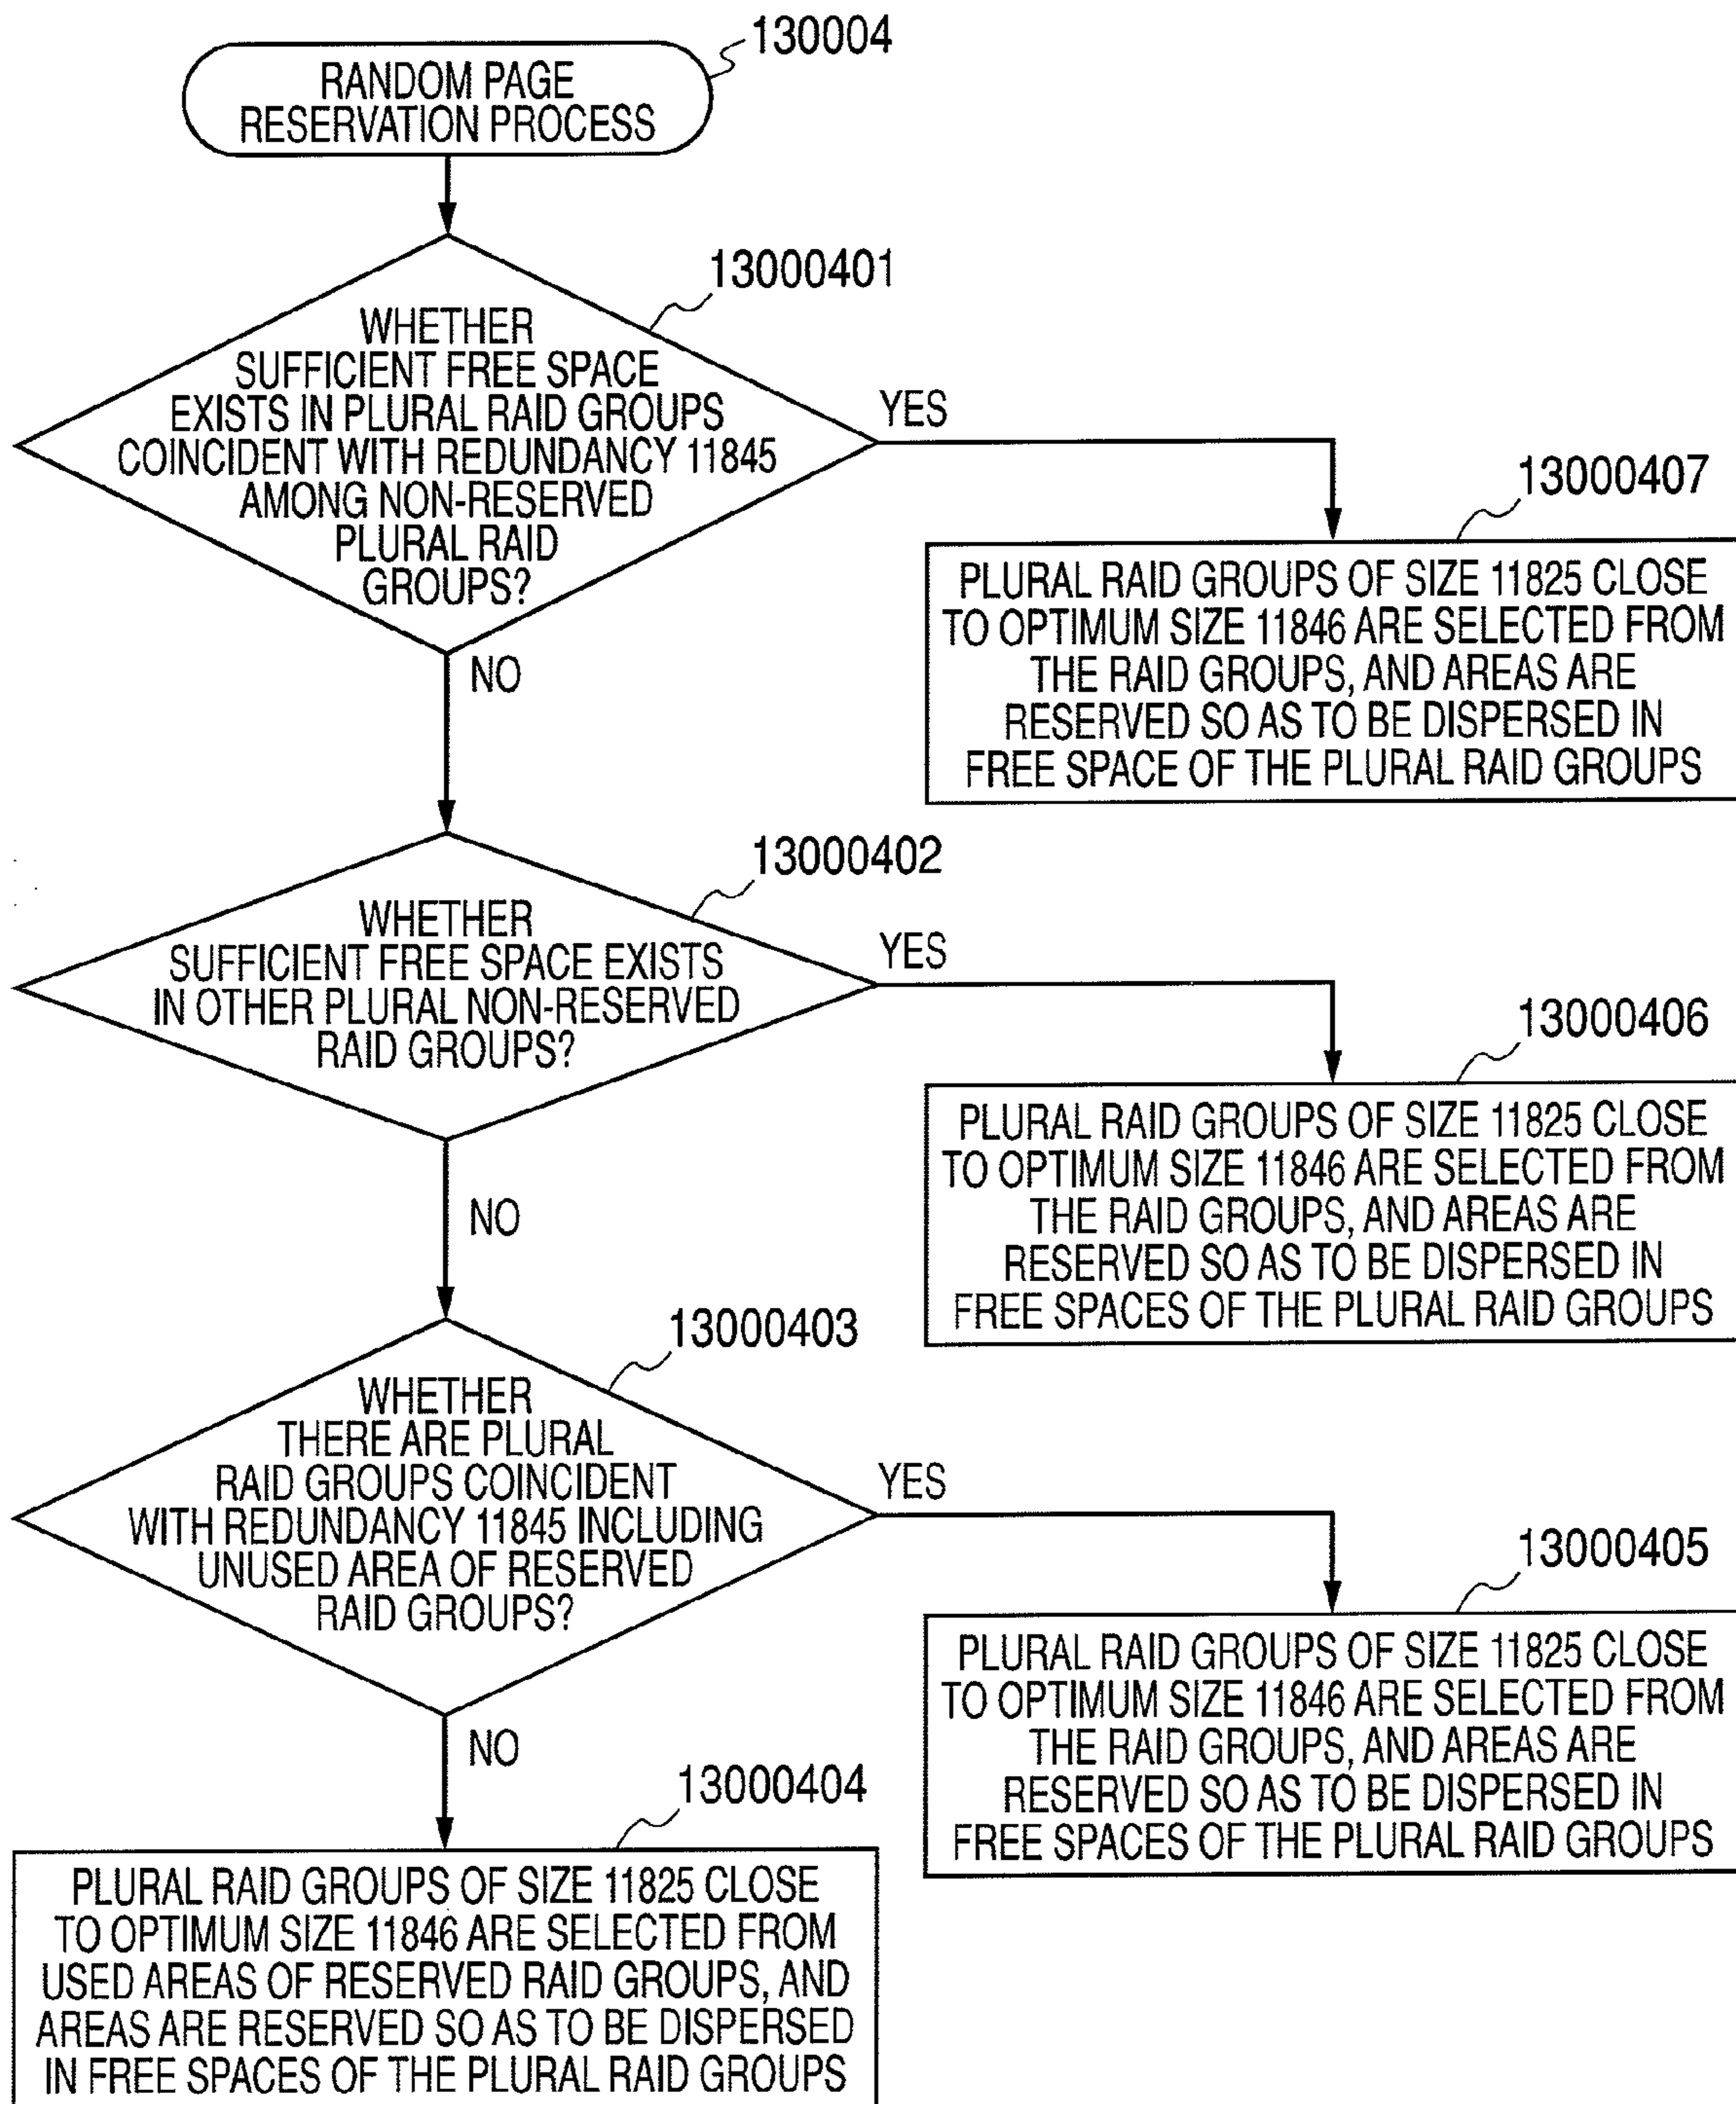 130004
RANDOM PAGE
RESERVATION PROCESS
13000401
WHETHER
SUFFICIENT FREE SPACE
EXISTS IN PLURAL RAID GROUPS
COINCIDENT WITH REDUNDANCY 11845
AMONG NON-RESERVED
PLURAL RAID
GROUPS?
YES
NO
13000407
PLURAL RAID GROUPS OF SIZE 11825 CLOSE
TO OPTIMUM SIZE 11846 ARE SELECTED FROM
THE RAID GROUPS, AND AREAS ARE
RESERVED SO AS TO BE DISPERSED IN
FREE SPACE OF THE PLURAL RAID GROUPS
13000402
WHETHER
SUFFICIENT FREE SPACE EXISTS
IN OTHER PLURAL NON-RESERVED
RAID GROUPS?
YES
NO
13000406
PLURAL RAID GROUPS OF SIZE 11825 CLOSE
TO OPTIMUM SIZE 11846 ARE SELECTED FROM
THE RAID GROUPS, AND AREAS ARE
RESERVED SO AS TO BE DISPERSED IN
FREE SPACES OF THE PLURAL RAID GROUPS
13000403
WHETHER
THERE ARE PLURAL
RAID GROUPS COINCIDENT
WITH REDUNDANCY 11845 INCLUDING
UNUSED AREA OF RESERVED
RAID GROUPS?
YES
NO
13000405
PLURAL RAID GROUPS OF SIZE 11825 CLOSE
TO OPTIMUM SIZE 11846 ARE SELECTED FROM
THE RAID GROUPS, AND AREAS ARE
RESERVED SO AS TO BE DISPERSED IN
FREE SPACES OF THE PLURAL RAID GROUPS
13000404
PLURAL RAID GROUPS OF SIZE 11825 CLOSE
TO OPTIMUM SIZE 11846 ARE SELECTED FROM
USED AREAS OF RESERVED RAID GROUPS, AND
AREAS ARE RESERVED SO AS TO BE DISPERSED
IN FREE SPACES OF THE PLURAL RAID GROUPS